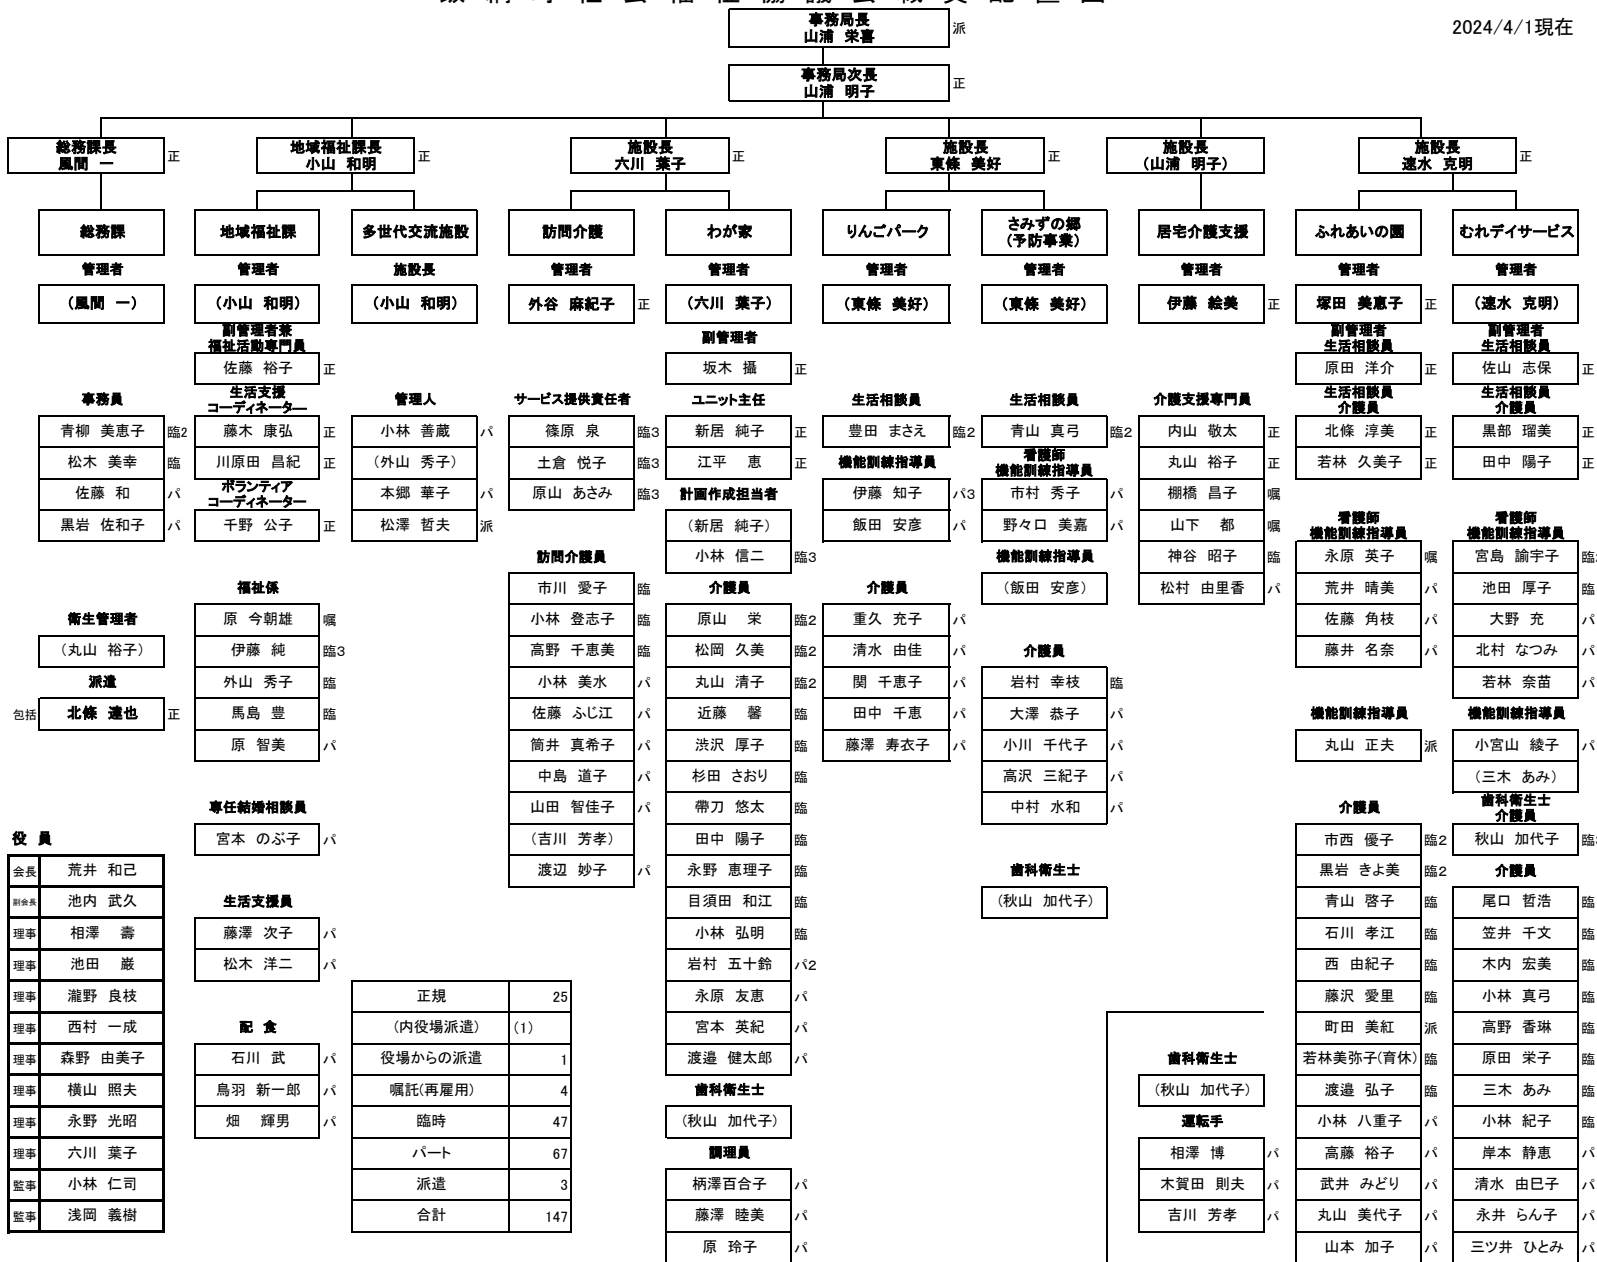 2024/4/1現在
事務局長
山浦 栄喜 派
事務局次長
山浦 明子 正
総務課長
風間 一 正
地域福祉課長
小山 和明 正
施設長
六川 葉子 正
施設長
東條 美好 正
施設長
(山浦 明子)
施設長
速水 克明 正
総務課
管理者
(風間 一)
事務員
青柳 美恵子 臨2
松木 美幸 臨
佐藤 和 パ
黒岩 佐和子 パ
衛生管理者
(丸山 裕子)
派遣
包括 北條 達也 正
役 員
会長 荒井 和己
副会長 池内 武久
理事 相澤 壽
理事 池田 巌
理事 瀧野 良枝
理事 西村 一成
理事 森野 由美子
理事 横山 照夫
理事 永野 光昭
理事 六川 葉子
監事 小林 仁司
監事 浅岡 義樹
地域福祉課
管理者
(小山 和明)
副管理者兼
福祉活動専門員
佐藤 裕子 正
生活支援
コーディネーター
藤木 康弘 正
川原田 昌紀 正
ボランティア
コーディネーター
千野 公子 正
福祉係
原 今朝雄 嘱
伊藤 純 臨3
外山 秀子 臨
馬島 豊 臨
原 智美 パ
専任結婚相談員
宮本 のぶ子 パ
生活支援員
藤澤 次子 パ
松木 洋二 パ
配 食
石川 武 パ
鳥羽 新一郎 パ
畑 輝男 パ
多世代交流施設
施設長
(小山 和明)
管理人
小林 善蔵 パ
(外山 秀子)
本郷 華子 パ
松澤 哲夫 派
正規 25
(内役場派遣) (1)
役場からの派遣 1
嘱託(再雇用) 4
臨時 47
パート 67
派遣 3
合計 147
訪問介護
管理者
外谷 麻紀子 正
サービス提供責任者
篠原 泉 臨3
土倉 悦子 臨3
原山 あさみ 臨3
訪問介護員
市川 愛子 臨
小林 登志子 臨
高野 千恵美 臨
小林 美水 パ
佐藤 ふじ江 パ
筒井 真希子 パ
中島 道子 パ
山田 智佳子 パ
(吉川 芳孝)
渡辺 妙子 パ
わが家
管理者
(六川 葉子)
副管理者
坂木 攝 正
ユニット主任
新居 純子 正
江平 恵 正
計画作成担当者
(新居 純子)
小林 信二 臨3
介護員
原山 栄 臨2
松岡 久美 臨2
丸山 清子 臨2
近藤 馨 臨
渋沢 厚子 臨
杉田 さおり 臨
帶刀 悠太 臨
田中 陽子 臨
永野 恵理子 臨
目須田 和江 臨
小林 弘明 臨
岩村 五十鈴 パ2
永原 友恵 パ
宮本 英紀 パ
渡邉 健太郎 パ
歯科衛生士
(秋山 加代子)
調理員
柄澤百合子 パ
藤澤 睦美 パ
原 玲子 パ
りんごパーク
管理者
(東條 美好)
生活相談員
豊田 まさえ 臨2
機能訓練指導員
伊藤 知子 パ3
飯田 安彦 パ
介護員
重久 充子 パ
清水 由佳 パ
関 千恵子 パ
田中 千恵 パ
藤澤 寿衣子 パ
さみずの郷
(予防事業)
管理者
(東條 美好)
生活相談員
青山 真弓 臨2
看護師
機能訓練指導員
市村 秀子 パ
野々口 美嘉 パ
機能訓練指導員
(飯田 安彦)
介護員
岩村 幸枝 臨
大澤 恭子 パ
小川 千代子 パ
高沢 三紀子 パ
中村 水和 パ
歯科衛生士
(秋山 加代子)
居宅介護支援
管理者
伊藤 絵美 正
介護支援専門員
内山 敬太 正
丸山 裕子 正
棚橋 昌子 嘱
山下 都 嘱
神谷 昭子 臨
松村 由里香 パ
歯科衛生士
(秋山 加代子)
運転手
相澤 博 パ
木賀田 則夫 パ
吉川 芳孝 パ
ふれあいの園
管理者
塚田 美恵子 正
副管理者
生活相談員
原田 洋介 正
生活相談員
介護員
北條 淳美 正
若林 久美子 正
看護師
機能訓練指導員
永原 英子 嘱
荒井 晴美 パ
佐藤 角枝 パ
藤井 名奈 パ
機能訓練指導員
丸山 正夫 派
介護員
市西 優子 臨2
黒岩 きよ美 臨2
青山 啓子 臨
石川 孝江 臨
西 由紀子 臨
藤沢 愛里 臨
町田 美紅 派
若林美弥子(育休) 臨
渡邉 弘子 臨
小林 八重子 パ
高藤 裕子 パ
武井 みどり パ
丸山 美代子 パ
山本 加子 パ
むれデイサービス
管理者
(速水 克明)
副管理者
生活相談員
佐山 志保 正
生活相談員
介護員
黒部 瑠美 正
田中 陽子 正
看護師
機能訓練指導員
宮島 諭宇子 臨
池田 厚子 臨
大野 充 パ
北村 なつみ パ
若林 奈苗 パ
機能訓練指導員
小宮山 綾子 パ
(三木 あみ)
歯科衛生士
介護員
秋山 加代子 臨
介護員
尾口 哲浩 臨
笠井 千文 臨
木内 宏美 臨
小林 真弓 臨
高野 香琳 臨
原田 栄子 臨
三木 あみ 臨
小林 紀子 臨
岸本 静恵 パ
清水 由巳子 パ
永井 らん子 パ
三ツ井 ひとみ パ